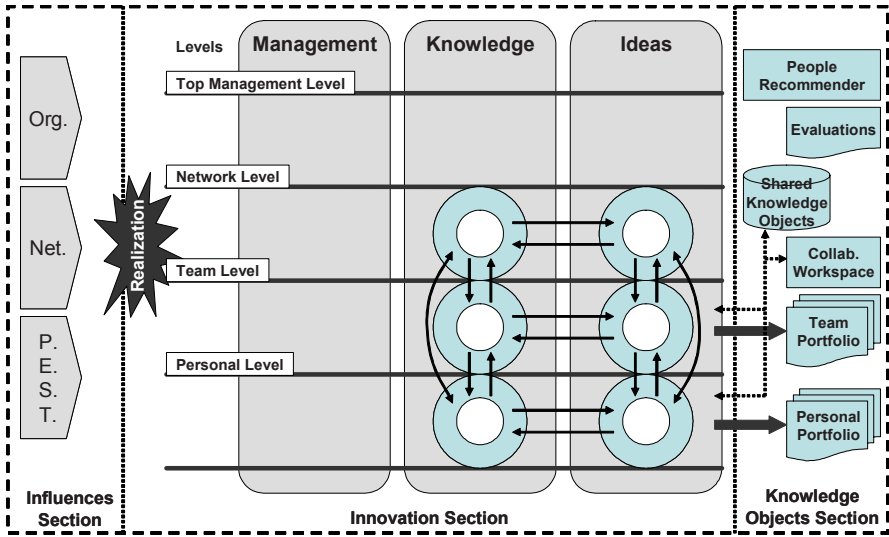 Levels
Management
Knowledge
Ideas
Top Management Level
Network Level
Team Level
Personal Level
Org.
Net.
P.
E.
S.
T.
Realization
People
Recommender
Evaluations
Shared
Knowledge
Objects
Collab.
Workspace
Team
Portfolio
Personal
Portfolio
Influences
Section
Innovation Section
Knowledge
Objects Section